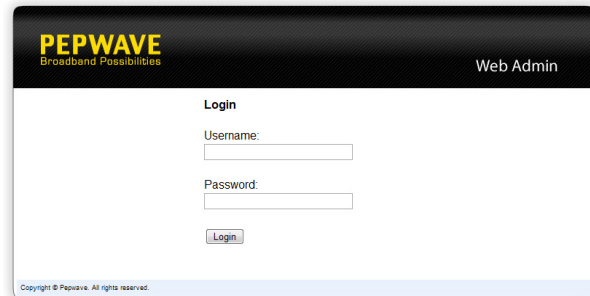 PEPWAVE
Broadband Possibilities
Web Admin
Login
Username:
Password:
Login
Copyright © Pepwave. All rights reserved.